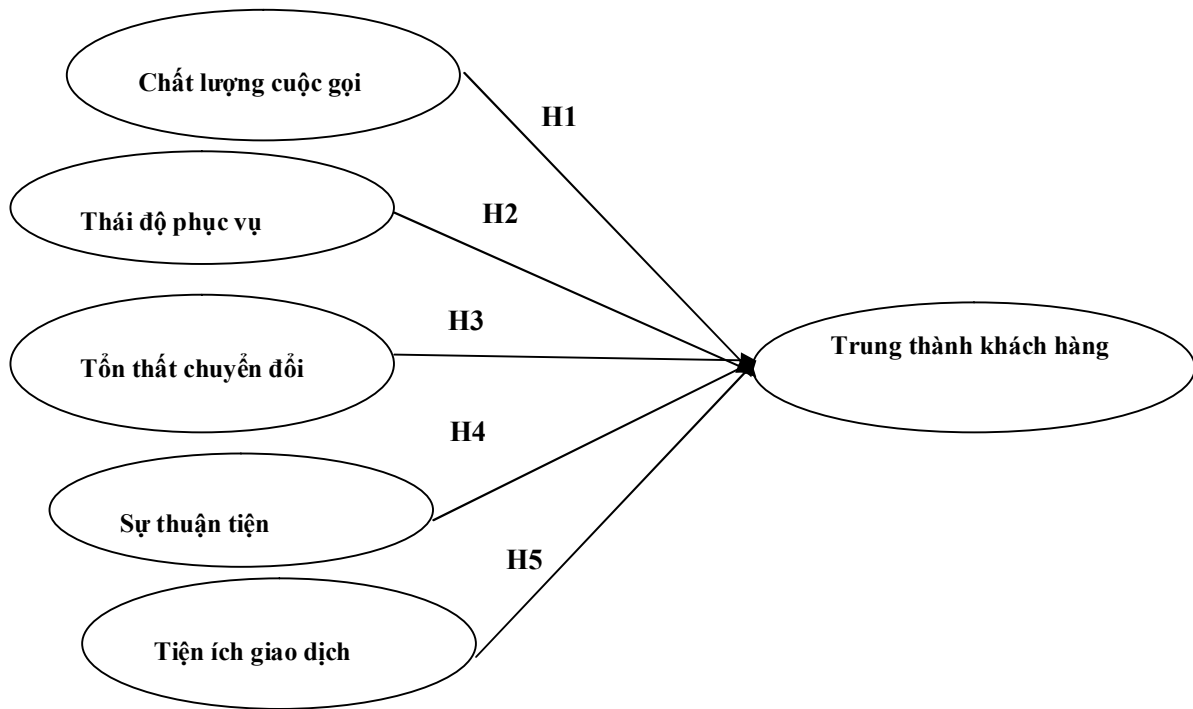 Chất lượng cuộc gọi
H1
Thái độ phục vụ
H2
Tổn thất chuyển đổi
H3
Trung thành khách hàng
Sự thuận tiện
H4
Tiện ích giao dịch
H5